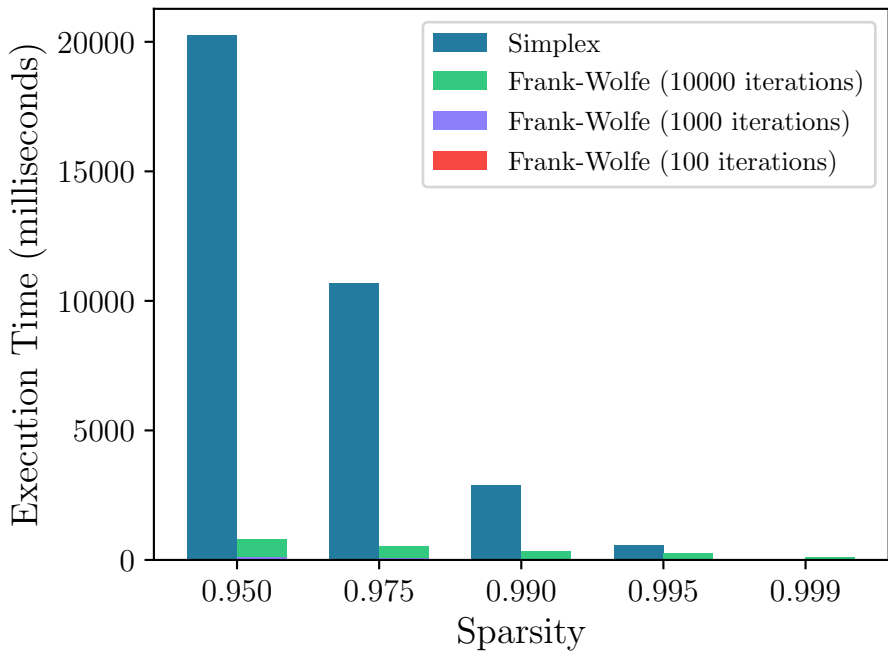 Simplex
Frank-Wolfe (10000 iterations)
Frank-Wolfe (1000 iterations)
Frank-Wolfe (100 iterations)
Execution Time (milliseconds)
20000
15000
10000
5000
0
0.950 0.975 0.990 0.995 0.999
Sparsity